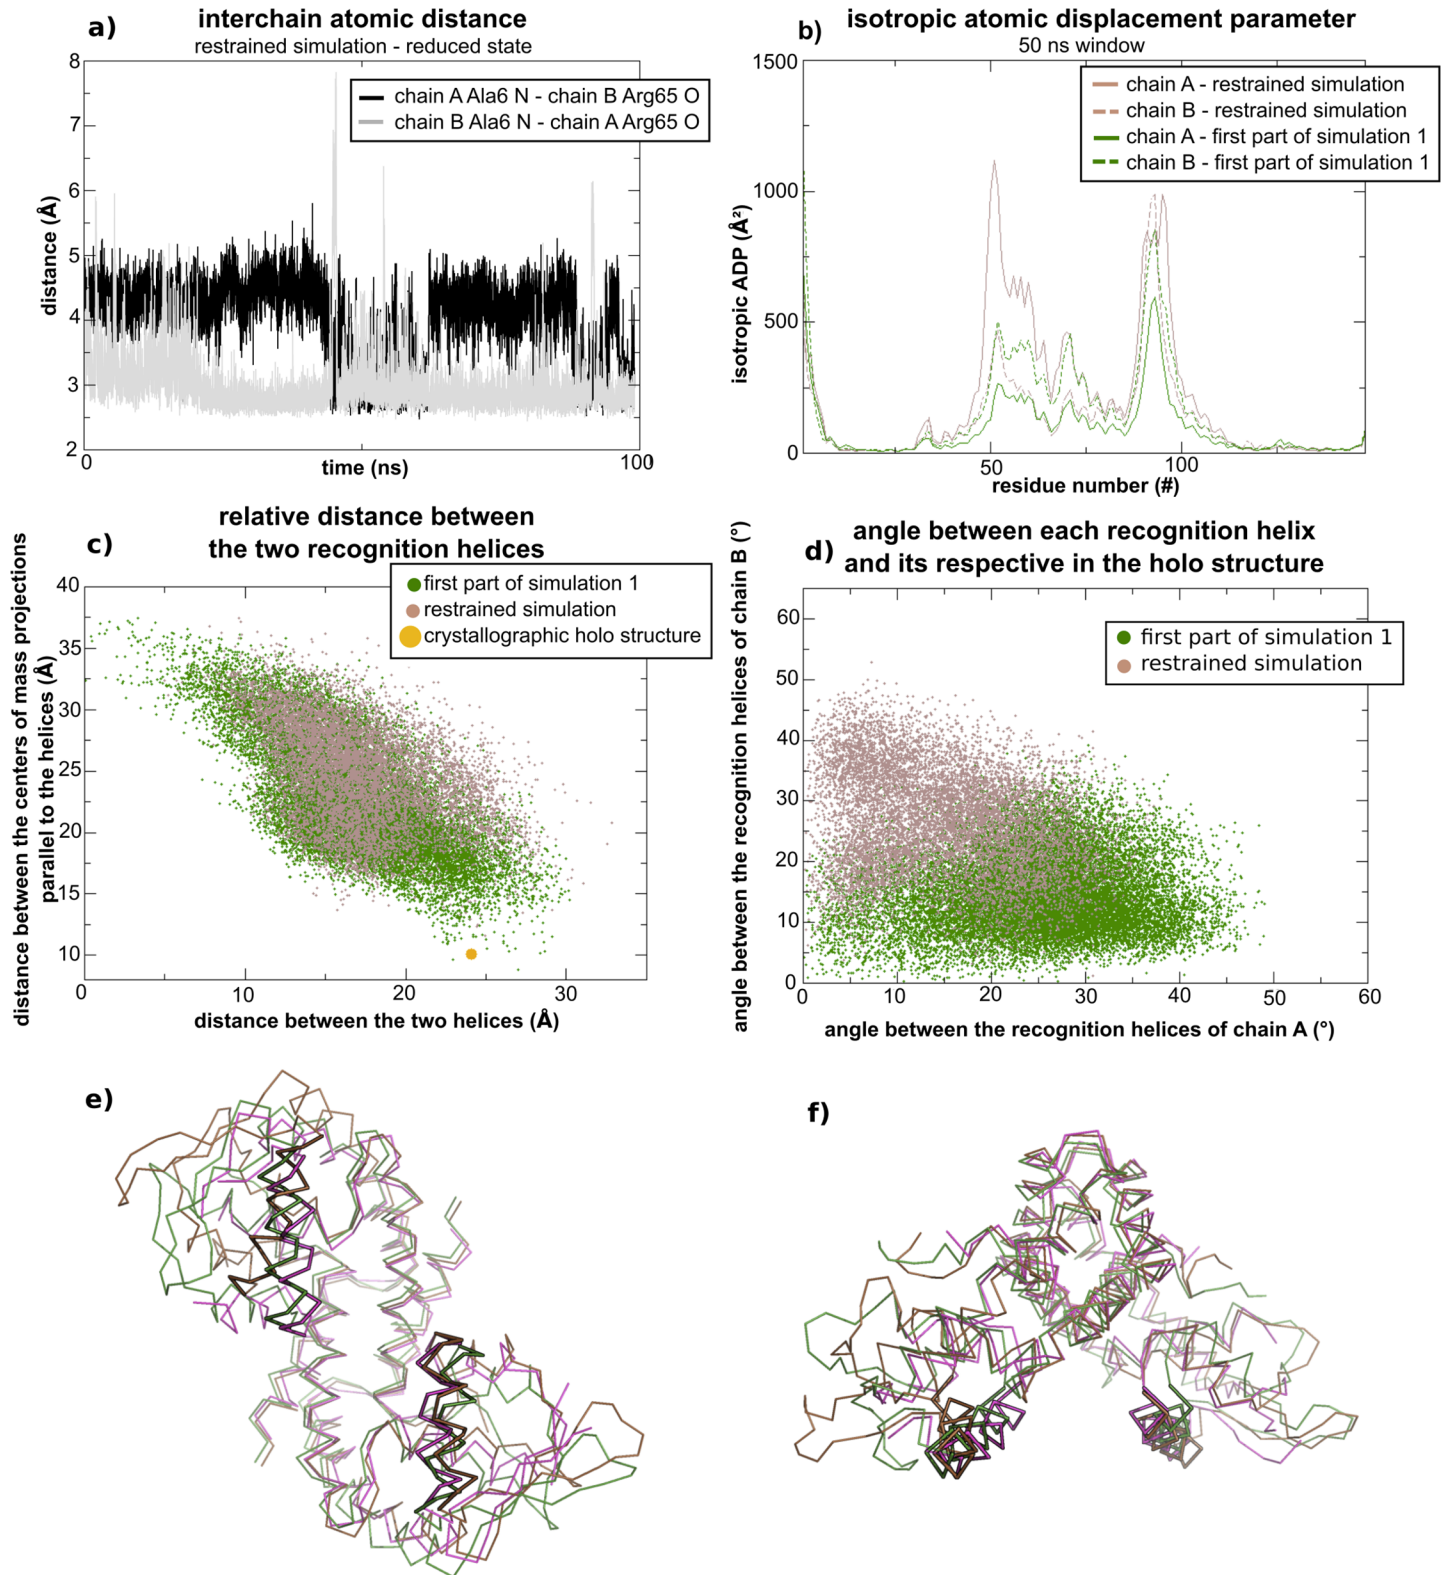 a)
interchain atomic distance
restrained simulation - reduced state
chain A Ala6 N - chain B Arg65 O
chain B Ala6 N - chain A Arg65 O
distance (Å)
8
7
6
5
4
3
2
0
100
time (ns)
b)
isotropic atomic displacement parameter
50 ns window
chain A - restrained simulation
chain B - restrained simulation
chain A - first part of simulation 1
chain B - first part of simulation 1
isotropic ADP (Å²)
1500
1000
500
0
50
100
residue number (#)
c)
relative distance between
the two recognition helices
first part of simulation 1
restrained simulation
crystallographic holo structure
distance between the centers of mass projections
parallel to the helices (Å)
40
35
30
25
20
15
10
0
10
20
30
distance between the two helices (Å)
d)
angle between each recognition helix
and its respective in the holo structure
first part of simulation 1
restrained simulation
angle between the recognition helices of chain B (°)
60
50
40
30
20
10
0
0
10
20
30
40
50
60
angle between the recognition helices of chain A (°)
e)
f)